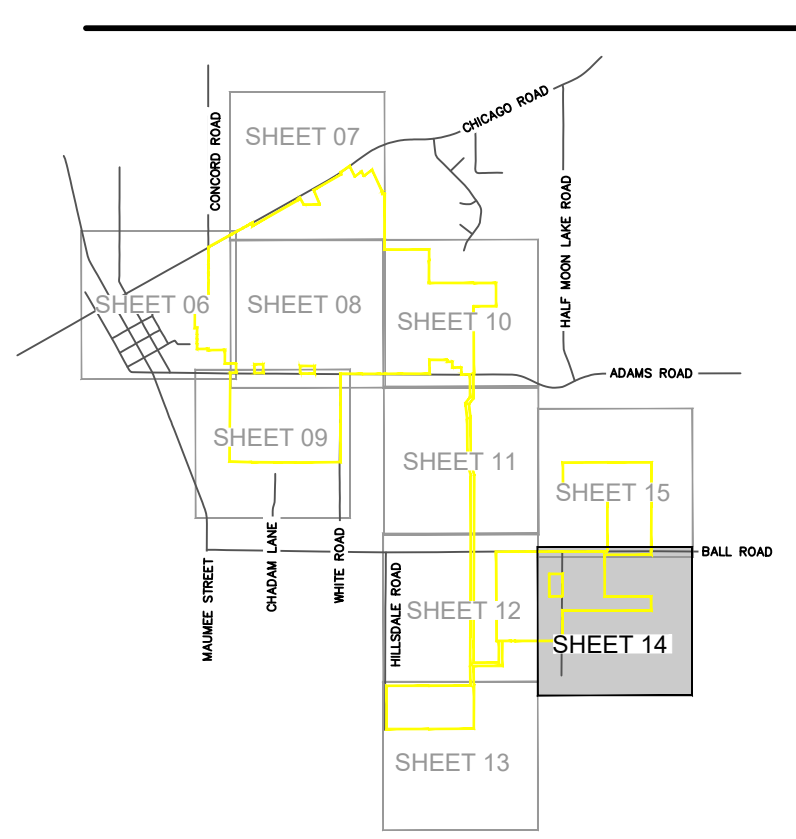 CHICAGO ROAD
SHEET 07
CONCORD ROAD
HALF MOON LAKE ROAD
SHEET 06
SHEET 08
SHEET 10
ADAMS ROAD
SHEET 09
SHEET 11
SHEET 15
BALL ROAD
MAUMEE STREET
CHADAM LANE
WHITE ROAD
HILLSDALE ROAD
SHEET 12
SHEET 14
SHEET 13